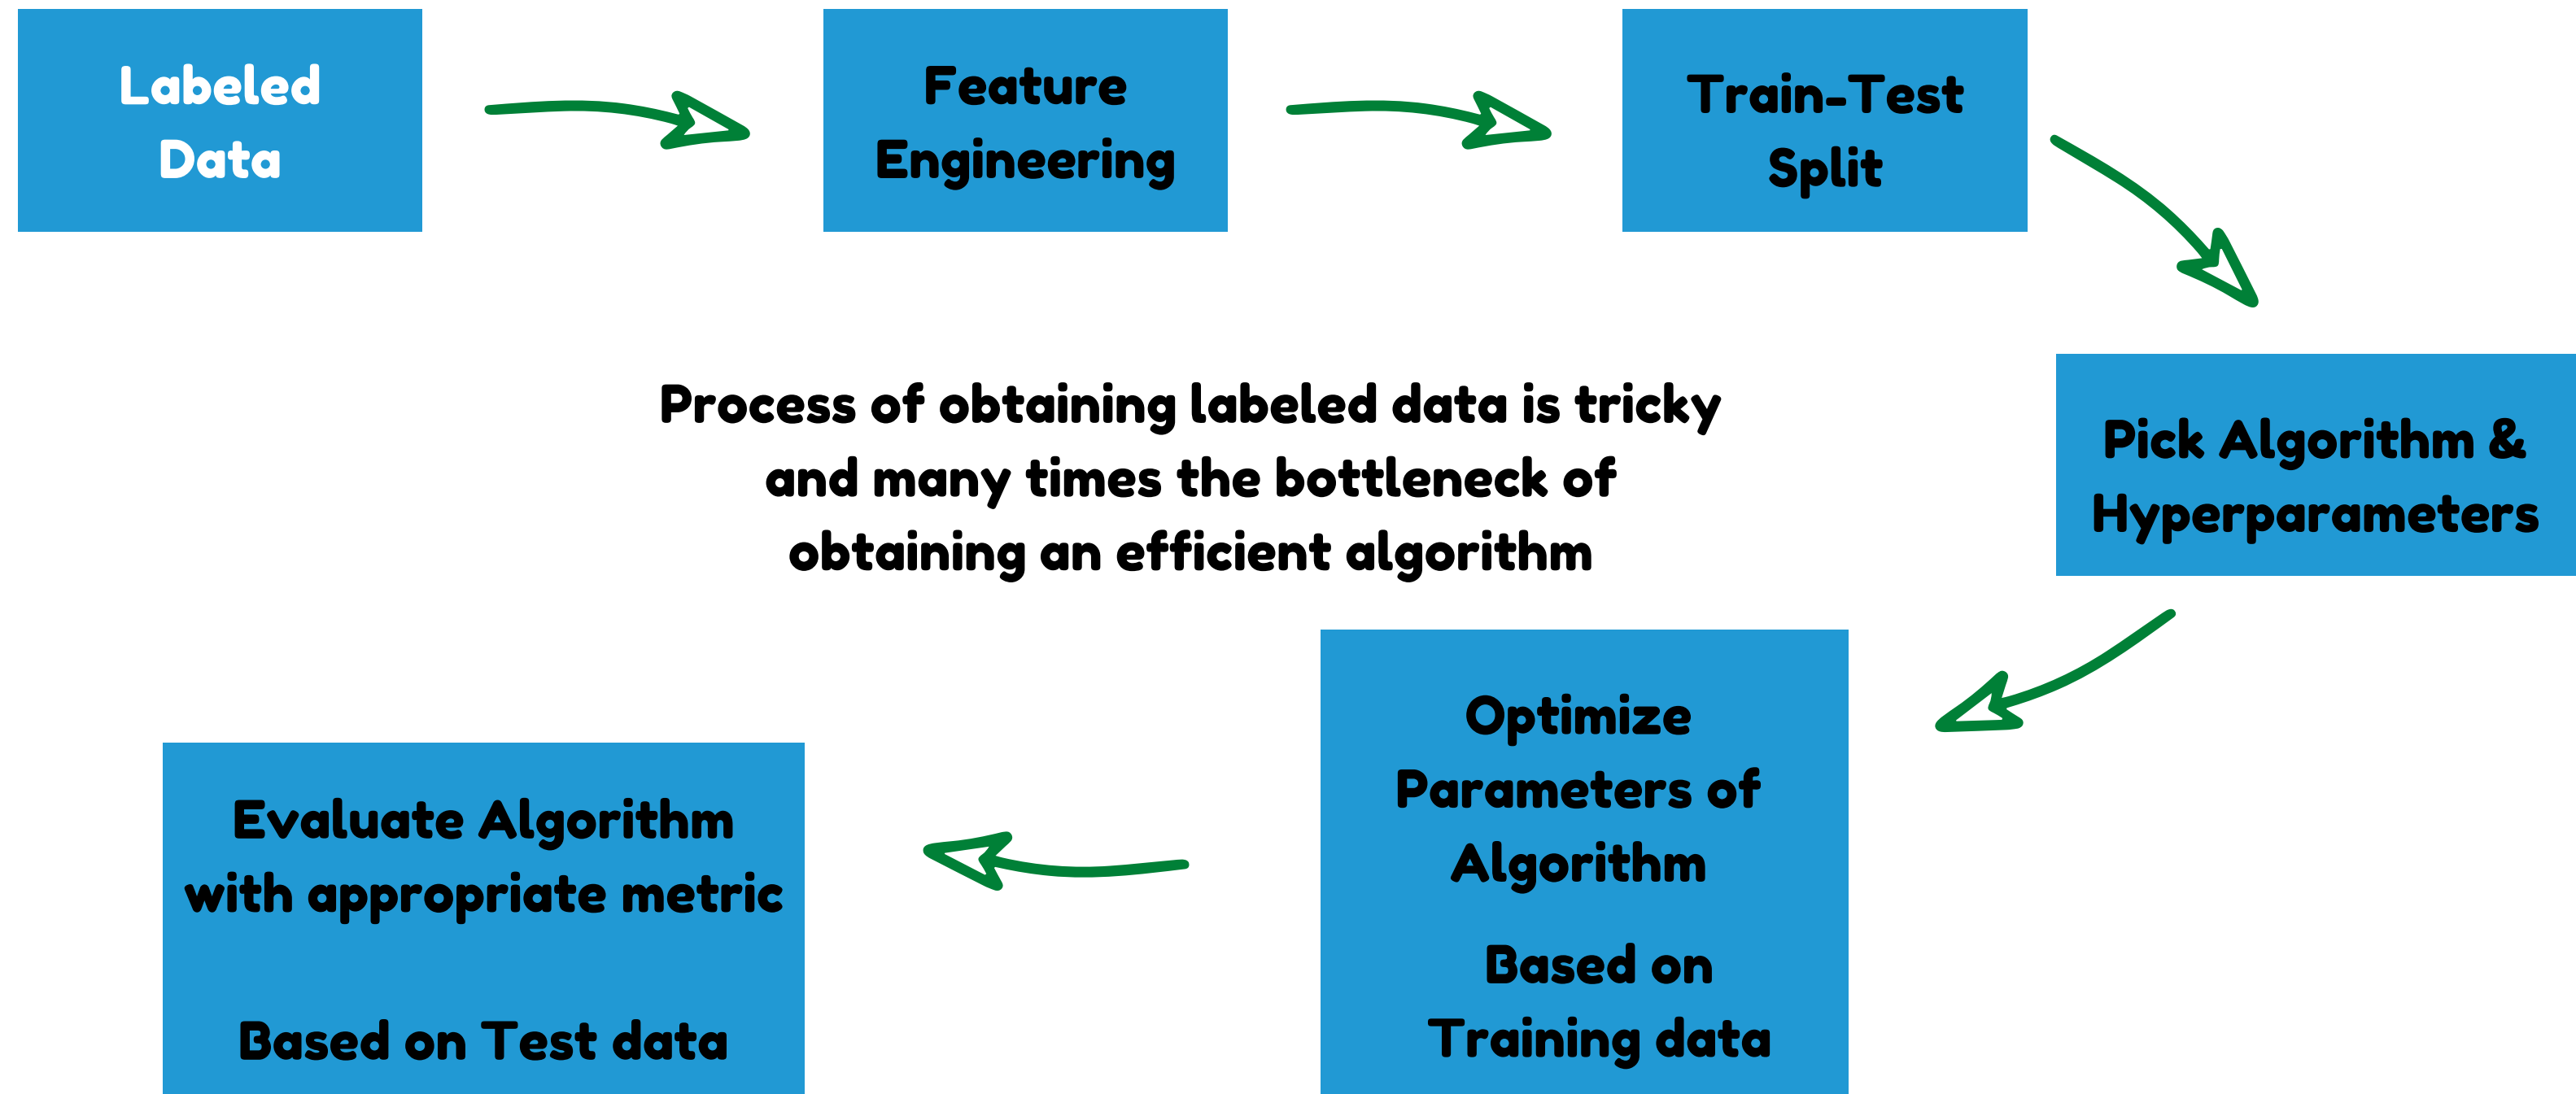 Labeled
Data
Feature
Engineering
Train-Test
Split
Pick Algorithm &
Hyperparameters
Process of obtaining labeled data is tricky
and many times the bottleneck of
obtaining an efficient algorithm
Optimize
Parameters of
Algorithm
Based on
Training data
Evaluate Algorithm
with appropriate metric
Based on Test data